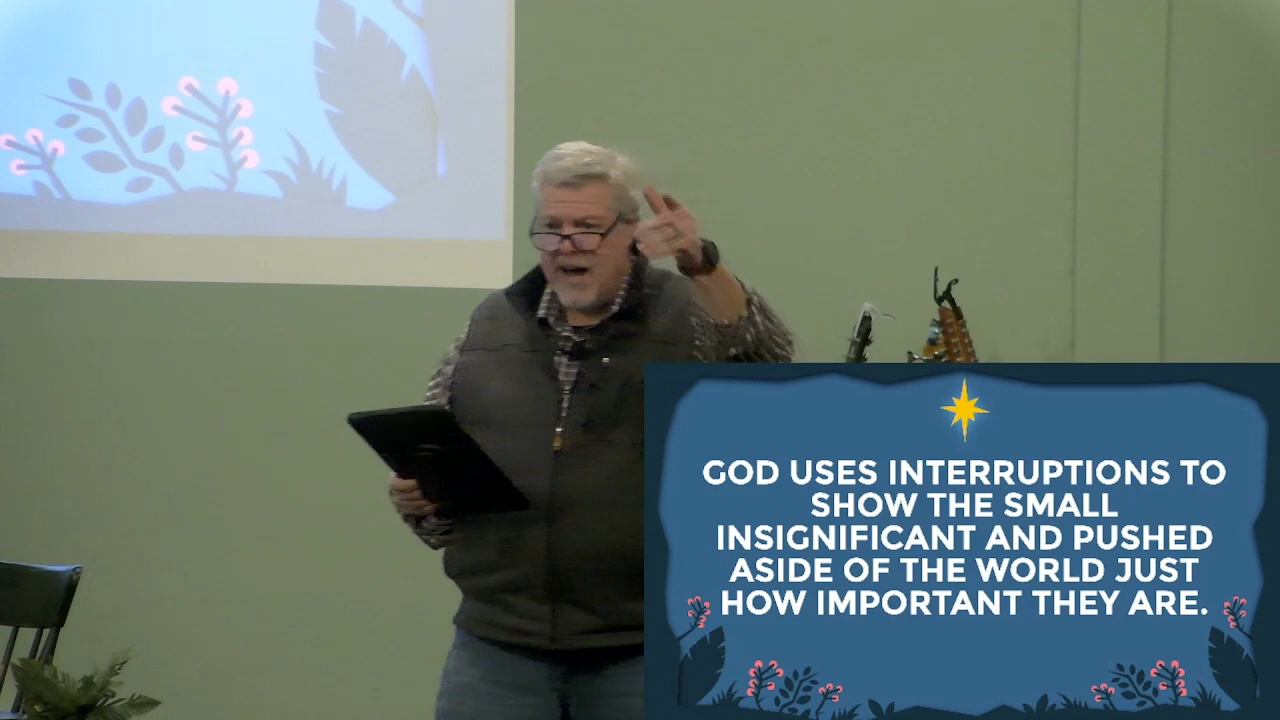 GOD USES INTERRUPTIONS TO
SHOW THE SMALL
INSIGNIFICANT AND PUSHED
ASIDE OF THE WORLD JUST
HOW IMPORTANT THEY ARE.